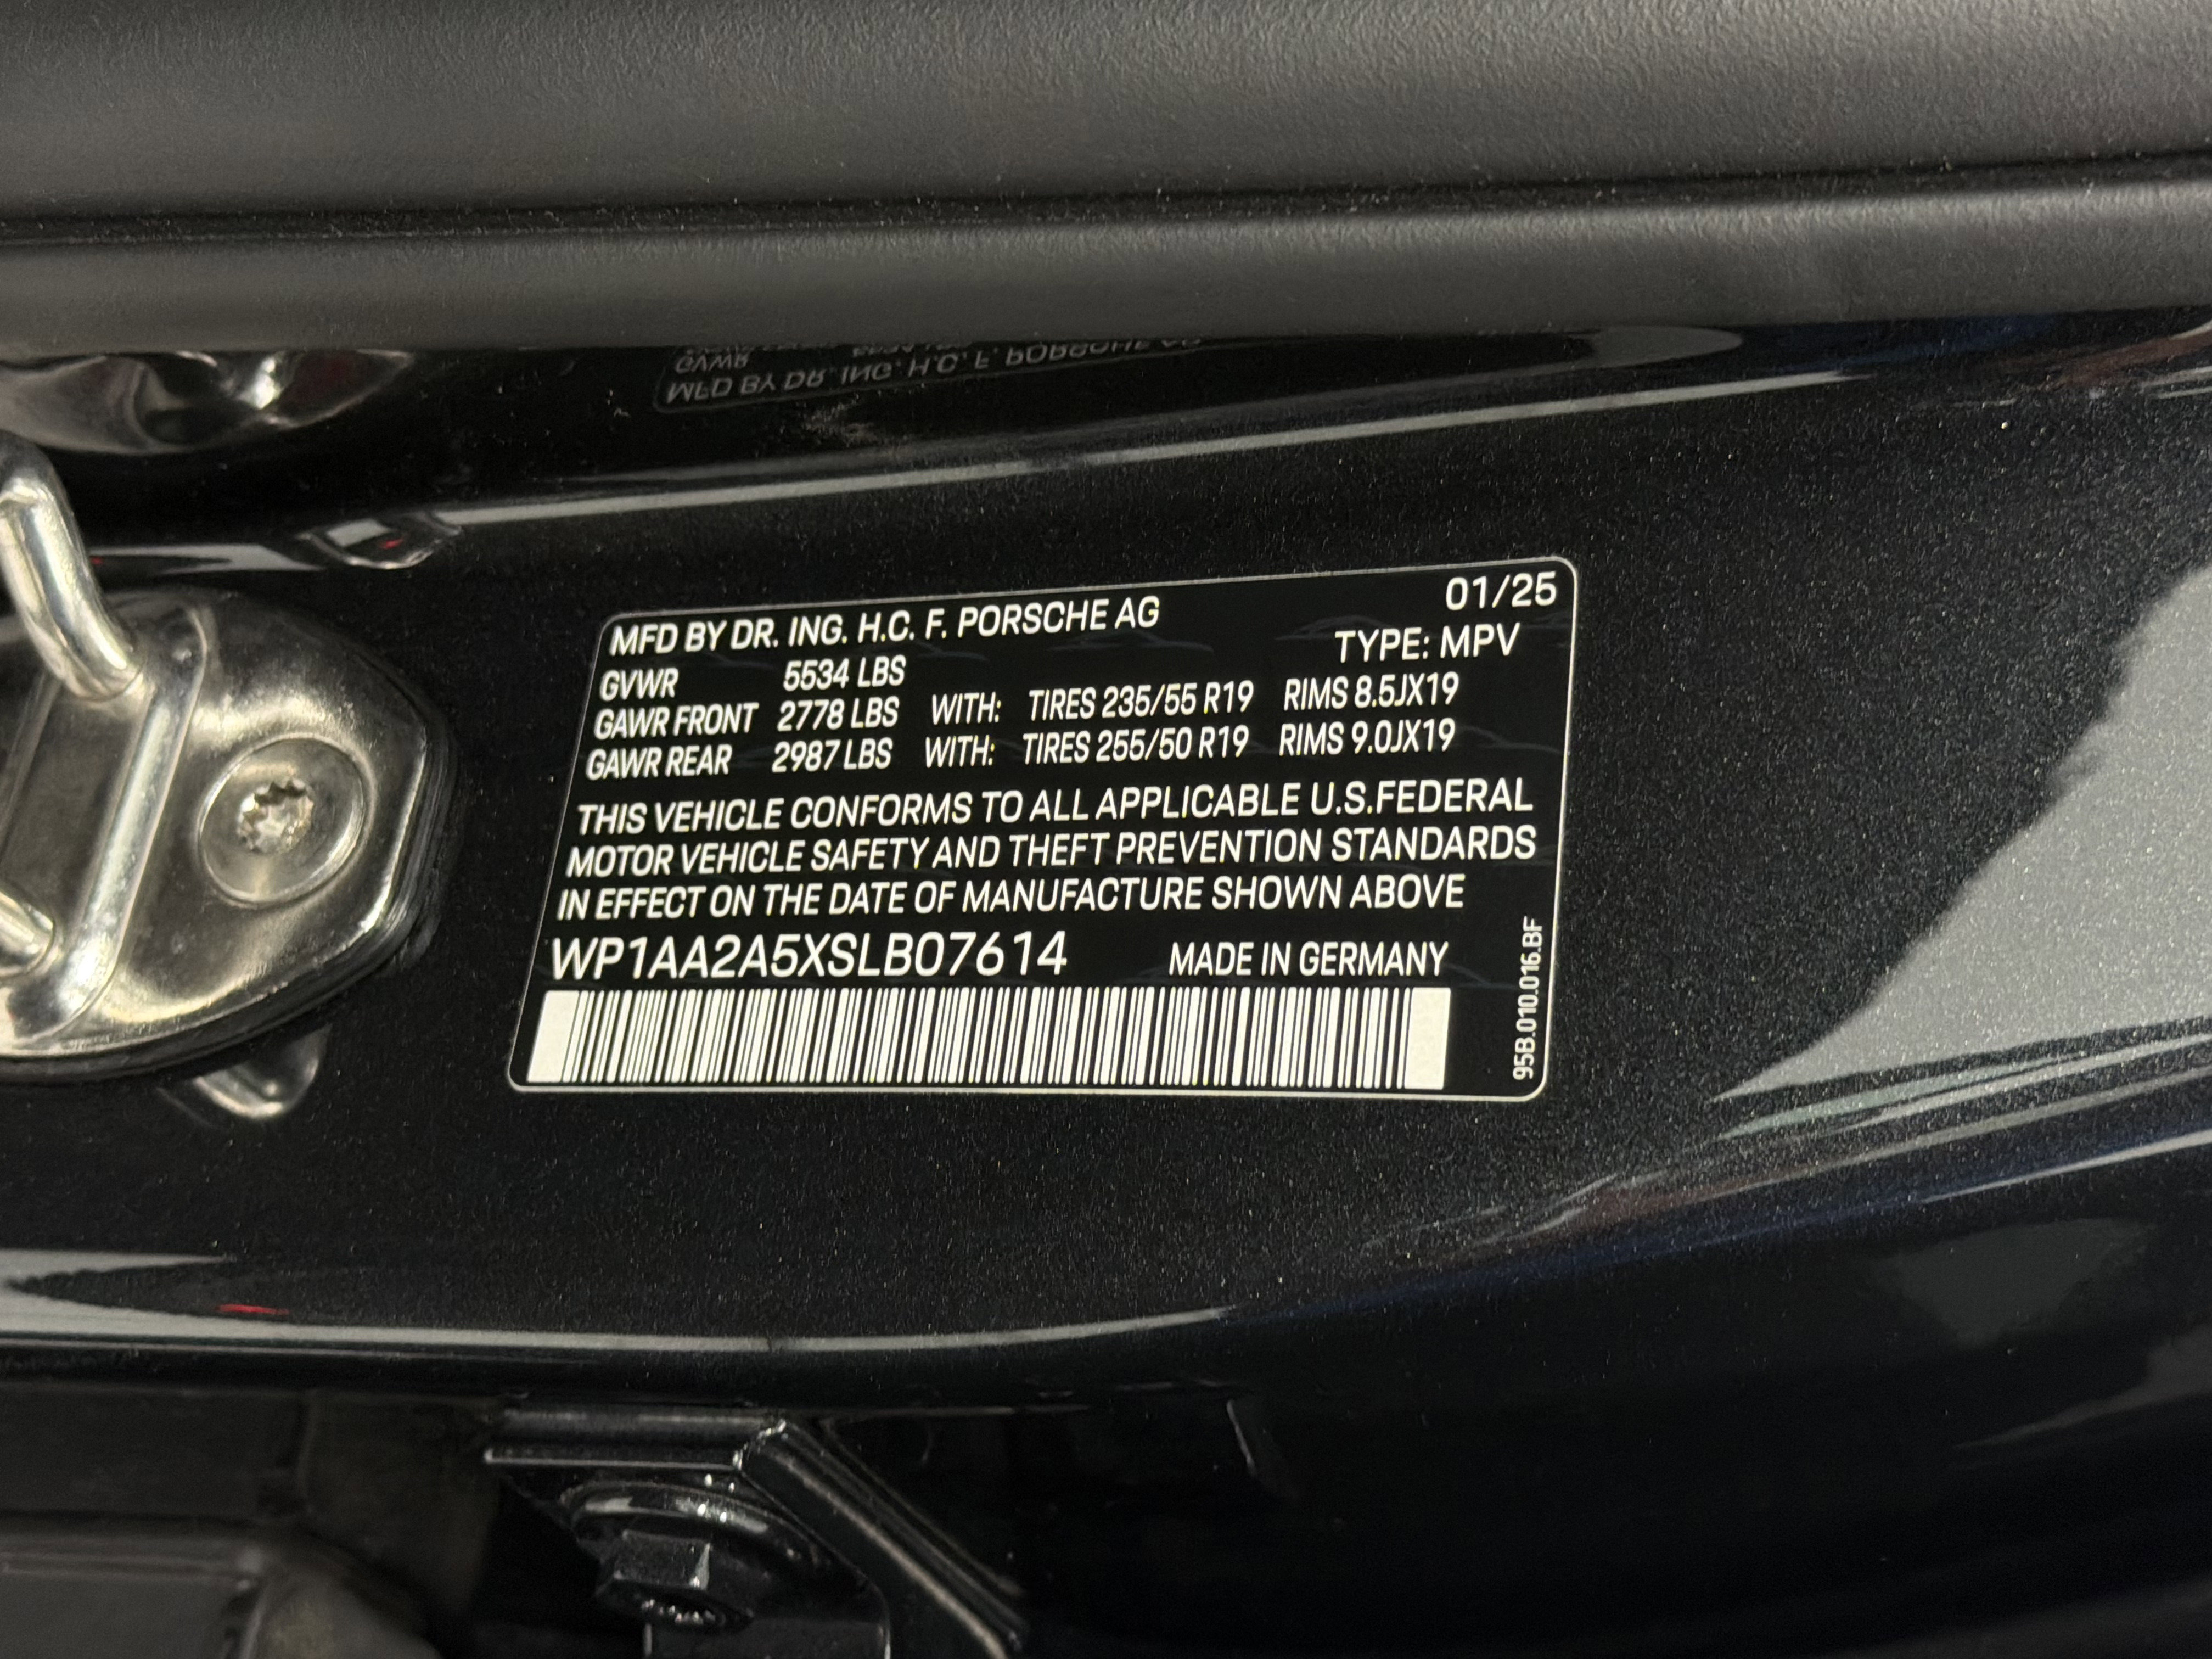 MFD BY DR. ING. H.C. F. PORSCHE AG 01/25
TYPE: MPV
GVWR 5534 LBS
GAWR FRONT 2778 LBS WITH: TIRES 235/55 R19 RIMS 8.5JX19
GAWR REAR 2987 LBS WITH: TIRES 255/50 R19 RIMS 9.0JX19
THIS VEHICLE CONFORMS TO ALL APPLICABLE U.S.FEDERAL
MOTOR VEHICLE SAFETY AND THEFT PREVENTION STANDARDS
IN EFFECT ON THE DATE OF MANUFACTURE SHOWN ABOVE
WP1AA2A5XSLB07614 MADE IN GERMANY
95B.010.016.BF